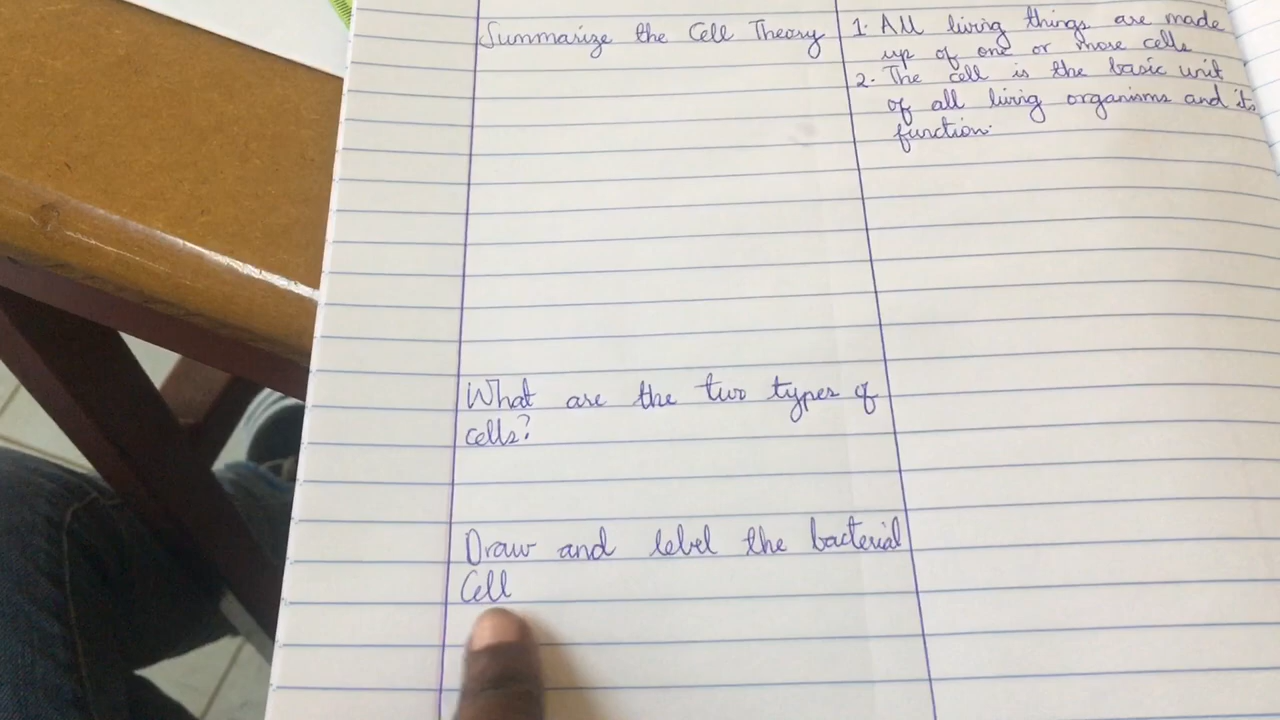 Summarize the Cell Theory
1. All living things are made
up of one or more cells
2. The cell is the basic unit
of all living organisms and its
function.
What are the two types of
cells?
Draw and label the bacterial
Cell